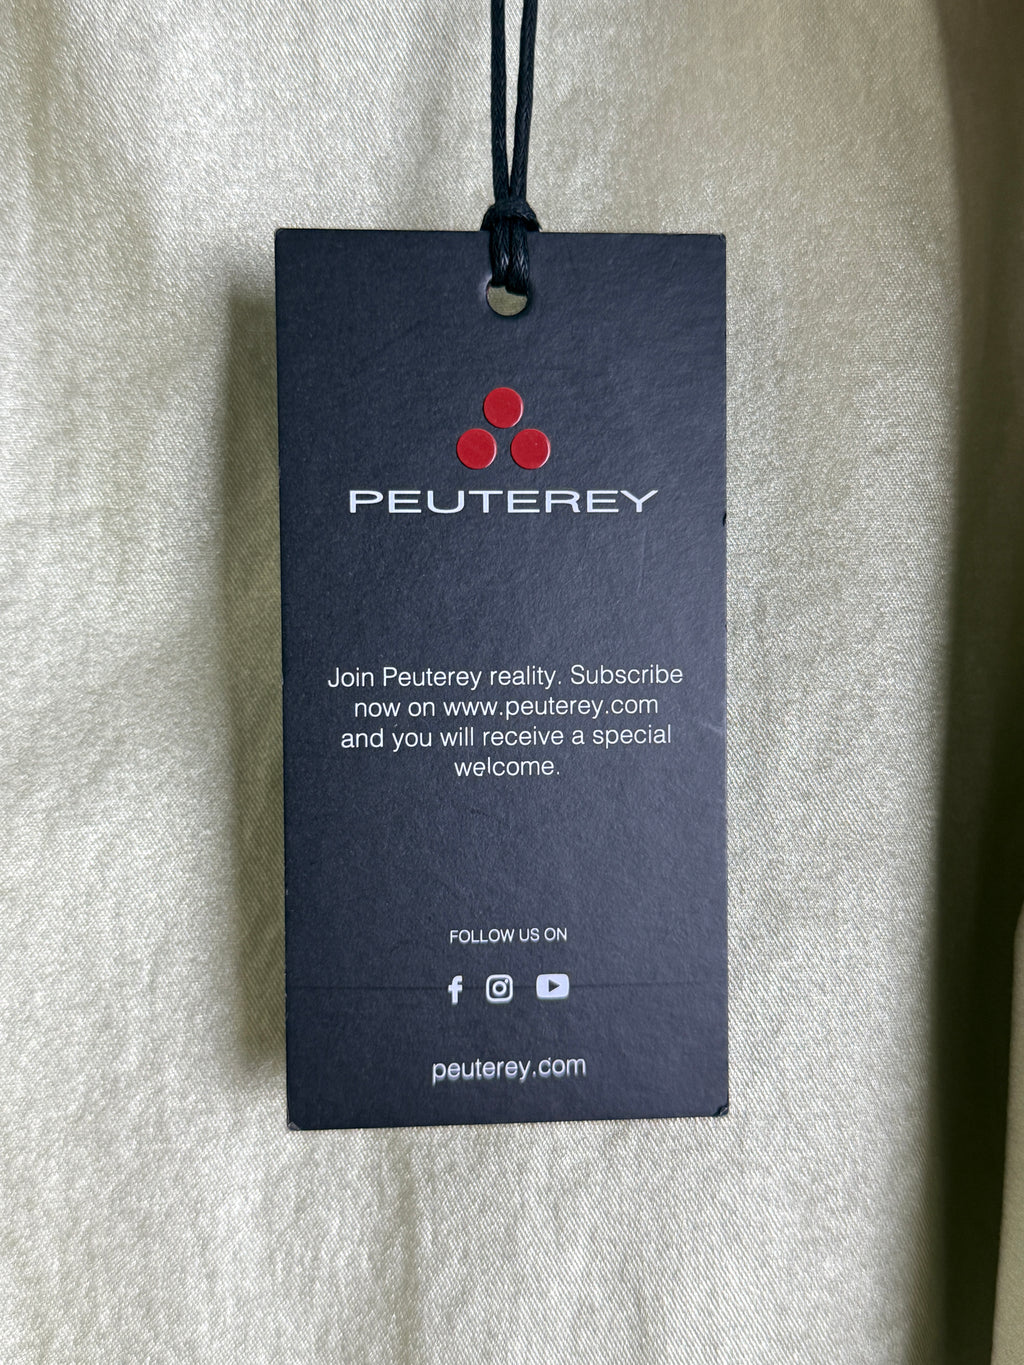 PEUTEREY
Join Peuterey reality. Subscribe
now on www.peuterey.com
and you will receive a special
welcome.
FOLLOW US ON
peuterey.com